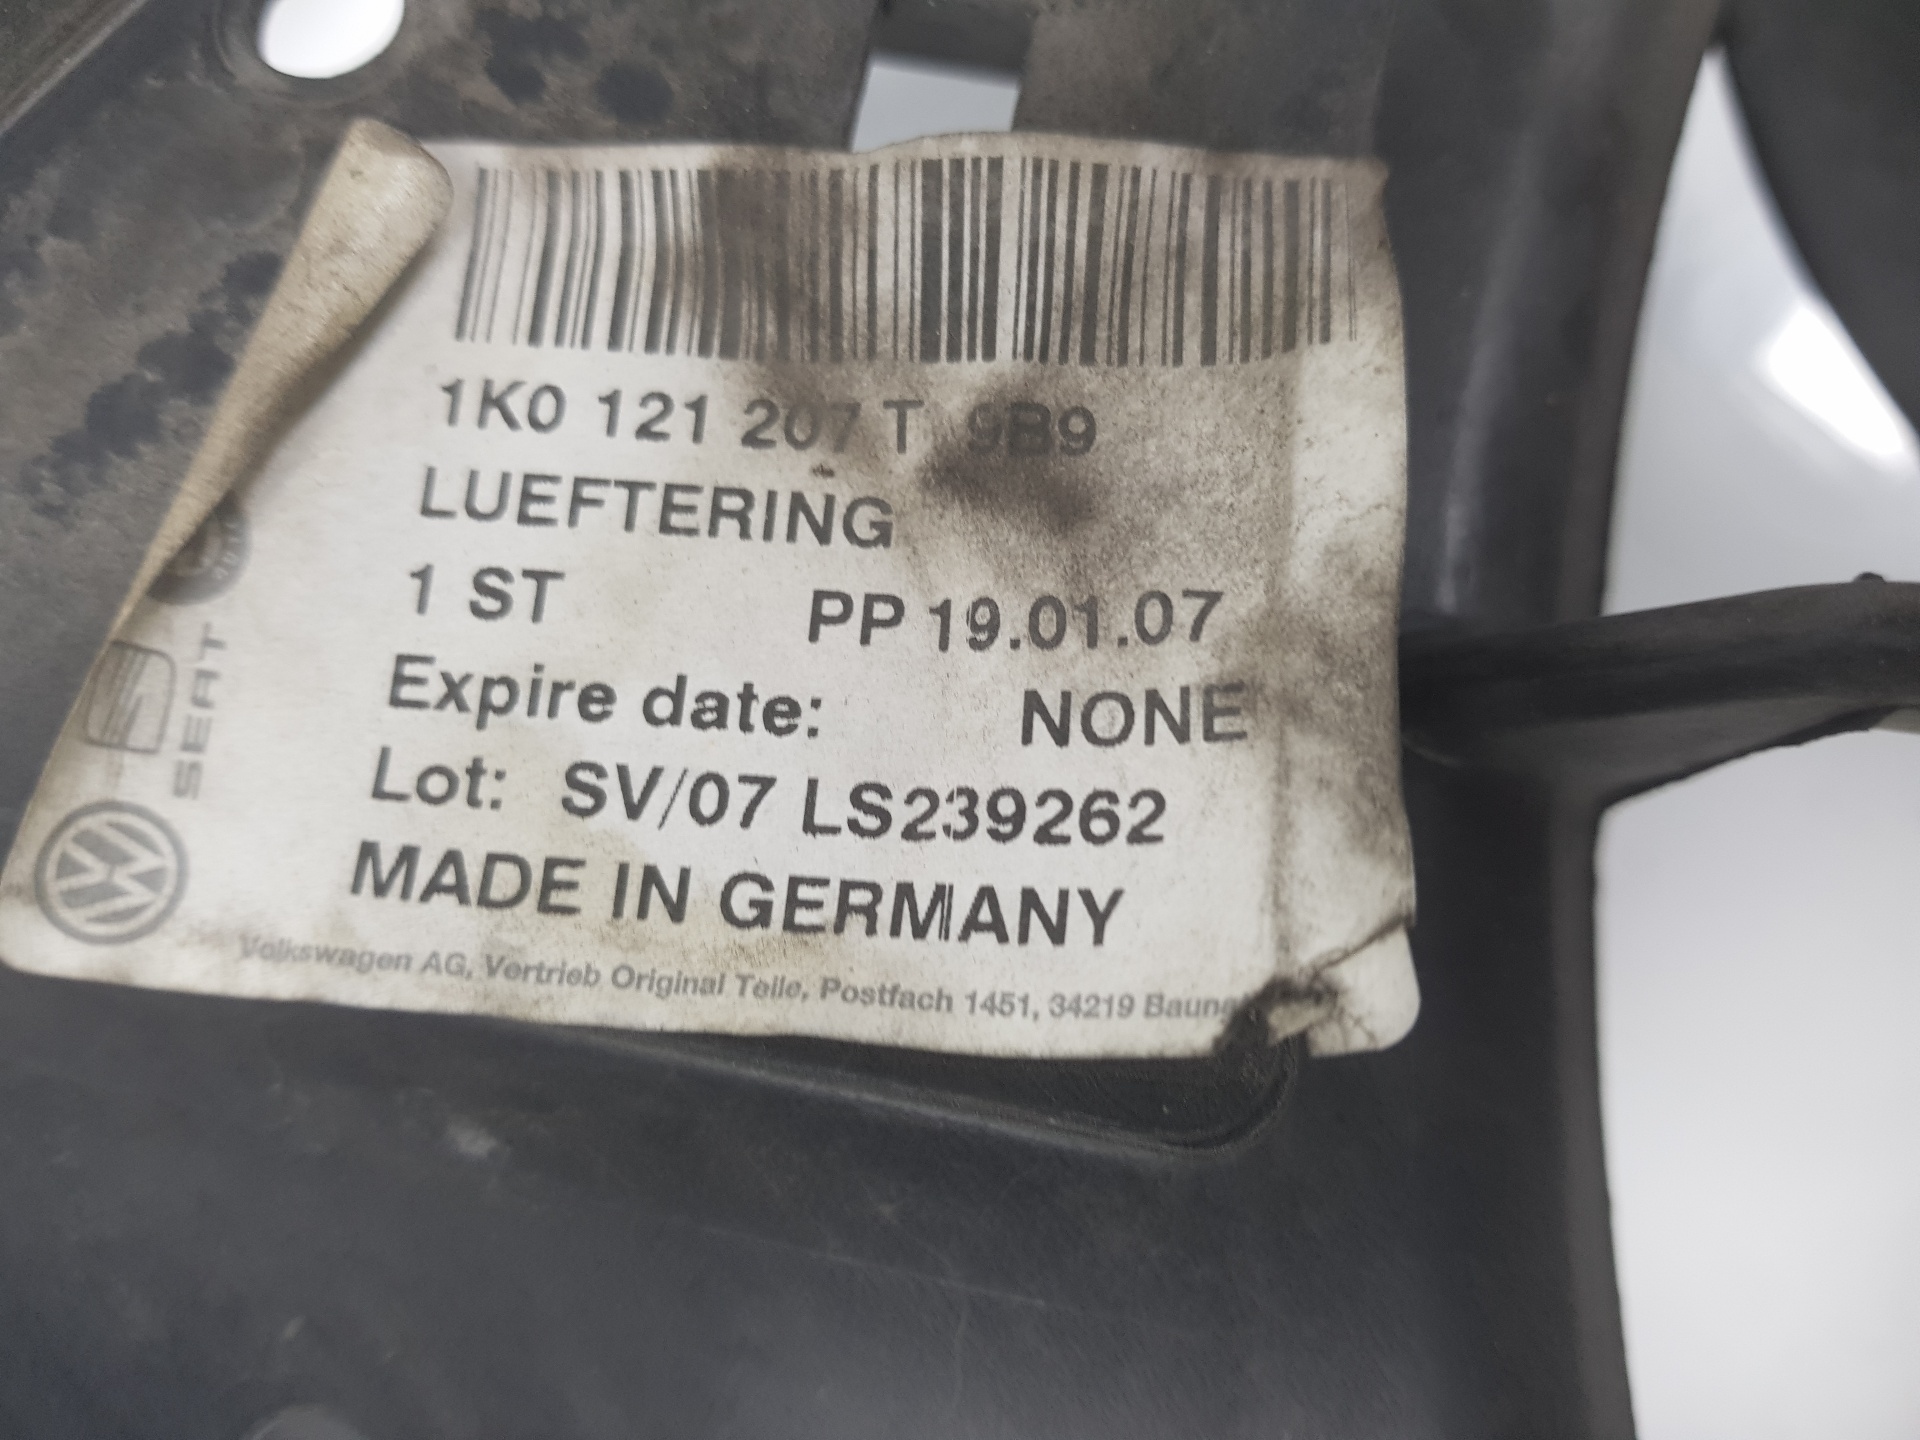 1K0 121 207 T 9B9
LUEFTERING
1 ST PP 19.01.07
Expire date: NONE
Lot: SV/07 LS239262
MADE IN GERMANY
Volkswagen AG, Vertrieb Original Teile, Postfach 1451, 34219
SEAT